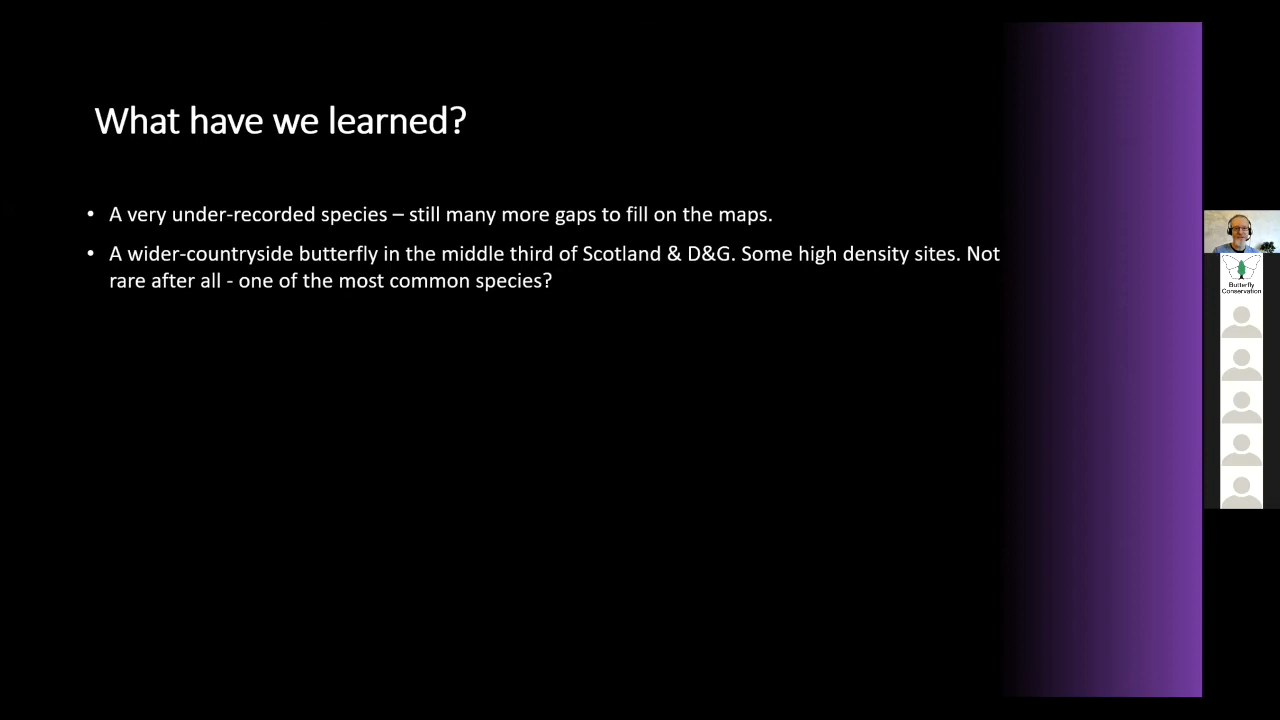 What have we learned?
• A very under-recorded species – still many more gaps to fill on the maps.
• A wider-countryside butterfly in the middle third of Scotland & D&G. Some high density sites. Not
rare after all - one of the most common species?
Butterfly
Conservation